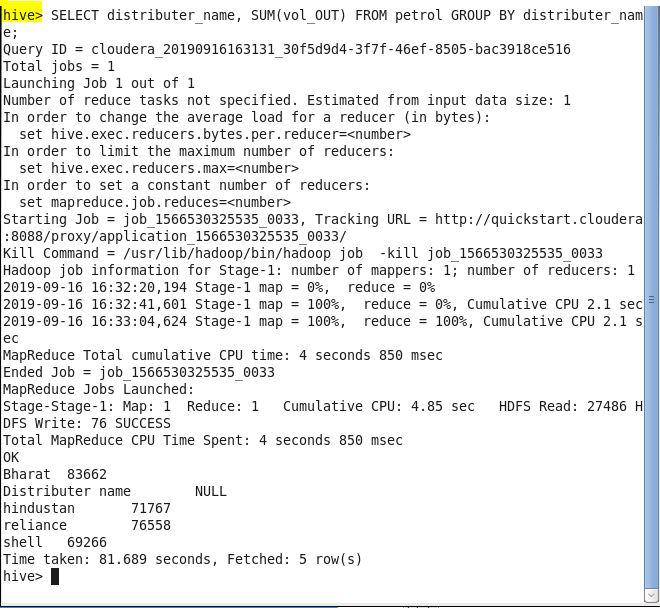 hive> SELECT distributer_name, SUM(vol_OUT) FROM petrol GROUP BY distributer_nam
e;
Query ID = cloudera_20190916163131_30f5d9d4-3f7f-46ef-8505-bac3918ce516
Total jobs = 1
Launching Job 1 out of 1
Number of reduce tasks not specified. Estimated from input data size: 1
In order to change the average load for a reducer (in bytes):
  set hive.exec.reducers.bytes.per.reducer=<number>
In order to limit the maximum number of reducers:
  set hive.exec.reducers.max=<number>
In order to set a constant number of reducers:
  set mapreduce.job.reduces=<number>
Starting Job = job_1566530325535_0033, Tracking URL = http://quickstart.cloudera
:8088/proxy/application_1566530325535_0033/
Kill Command = /usr/lib/hadoop/bin/hadoop job  -kill job_1566530325535_0033
Hadoop job information for Stage-1: number of mappers: 1; number of reducers: 1
2019-09-16 16:32:20,194 Stage-1 map = 0%,  reduce = 0%
2019-09-16 16:32:41,601 Stage-1 map = 100%,  reduce = 0%, Cumulative CPU 2.1 sec
2019-09-16 16:33:04,624 Stage-1 map = 100%,  reduce = 100%, Cumulative CPU 2.1 s
ec
MapReduce Total cumulative CPU time: 4 seconds 850 msec
Ended Job = job_1566530325535_0033
MapReduce Jobs Launched:
Stage-Stage-1: Map: 1  Reduce: 1   Cumulative CPU: 4.85 sec   HDFS Read: 27486 H
DFS Write: 76 SUCCESS
Total MapReduce CPU Time Spent: 4 seconds 850 msec
OK
Bharat  83662
Distributer name        NULL
hindustan       71767
reliance        76558
shell   69266
Time taken: 81.689 seconds, Fetched: 5 row(s)
hive>